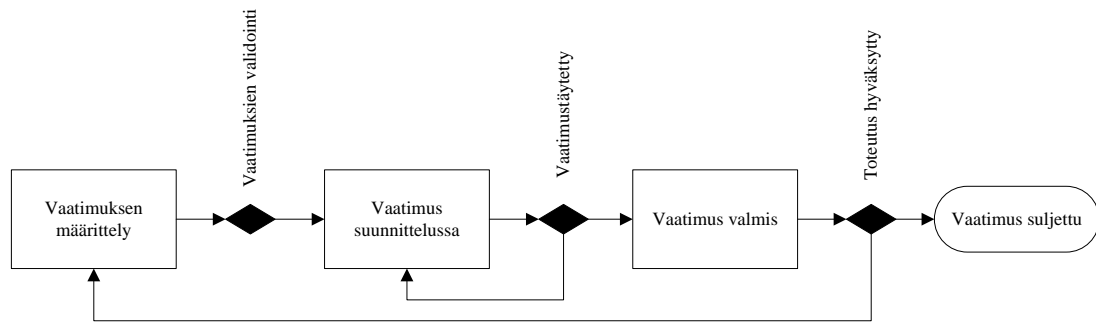 Vaatimuksien validointi
Vaatimustäytetty
Toteutus hyväksytty
Vaatimuksen
määrittely
Vaatimus
suunnittelussa
Vaatimus valmis
Vaatimus suljettu